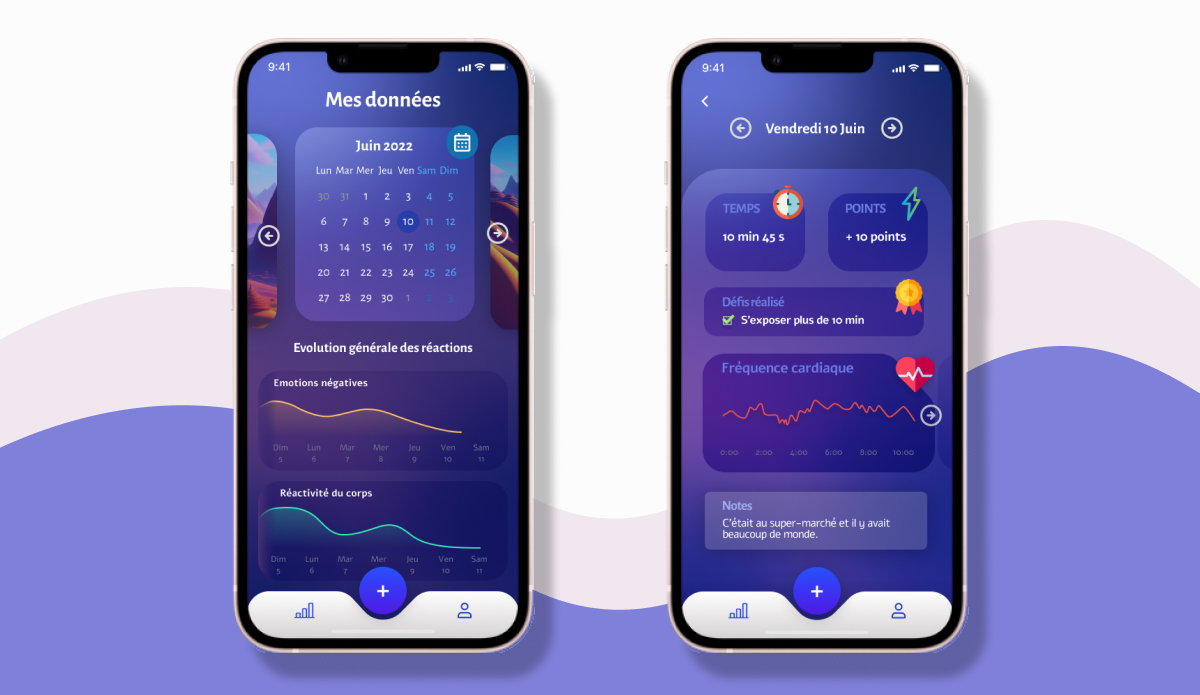 9:41
Mes données
Juin 2022
Lun Mar Mer Jeu Ven Sam Dim
30 31 1 2 3 4 5
6 7 8 9 10 11 12
13 14 15 16 17 18 19
20 21 22 23 24 25 26
27 28 29 30 1 2 3
Evolution générale des réactions
Emotions négatives
Dim Lun Mar Mer Jeu Ven Sam
5 6 7 8 9 10 11
Réactivité du corps
Dim Lun Mar Mer Jeu Ven Sam
5 6 7 9 10 11
+
9:41
Vendredi 10 Juin
TEMPS
10 min 45 s
POINTS
+ 10 points
Défis réalisé
S'exposer plus de 10 min
Fréquence cardiaque
0:00 2:00 4:00 6:00 8:00 10:00
Notes
C'était au super-marché et il y avait
beaucoup de monde.
+